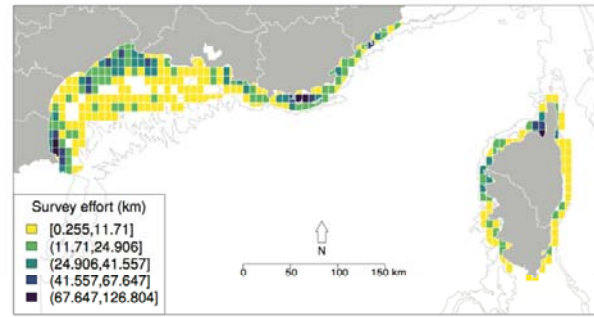 Survey effort (km)
[0.255,11.71]
(11.71,24.906]
(24.906,41.557]
(41.557,67.647]
(67.647,126.804]
N
0 50 100 150 km